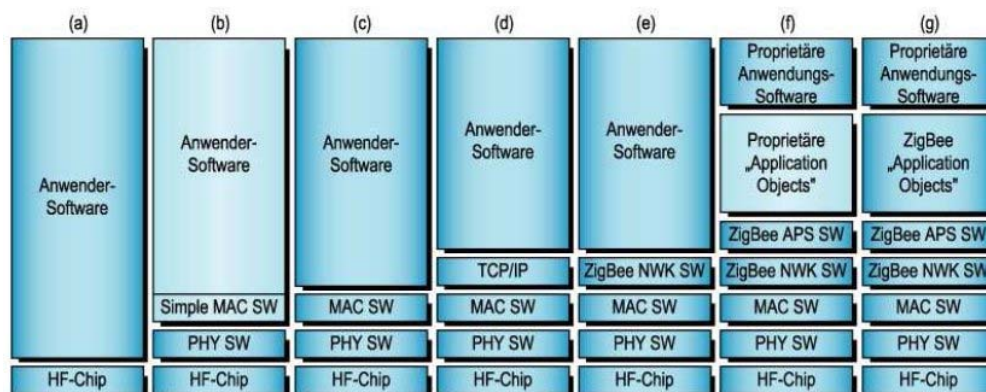 (a)
Anwender-
Software
HF-Chip
(b)
Anwender-
Software
Simple MAC SW
PHY SW
HF-Chip
(c)
Anwender-
Software
MAC SW
PHY SW
HF-Chip
(d)
Anwender-
Software
TCP/IP
MAC SW
PHY SW
HF-Chip
(e)
Anwender-
Software
ZigBee NWK SW
MAC SW
PHY SW
HF-Chip
(f)
Proprietäre
Anwendungs-
Software
Proprietäre
„Application
Objects"
ZigBee APS SW
ZigBee NWK SW
MAC SW
PHY SW
HF-Chip
(g)
Proprietäre
Anwendungs-
Software
ZigBee
„Application
Objects"
ZigBee APS SW
ZigBee NWK SW
MAC SW
PHY SW
HF-Chip